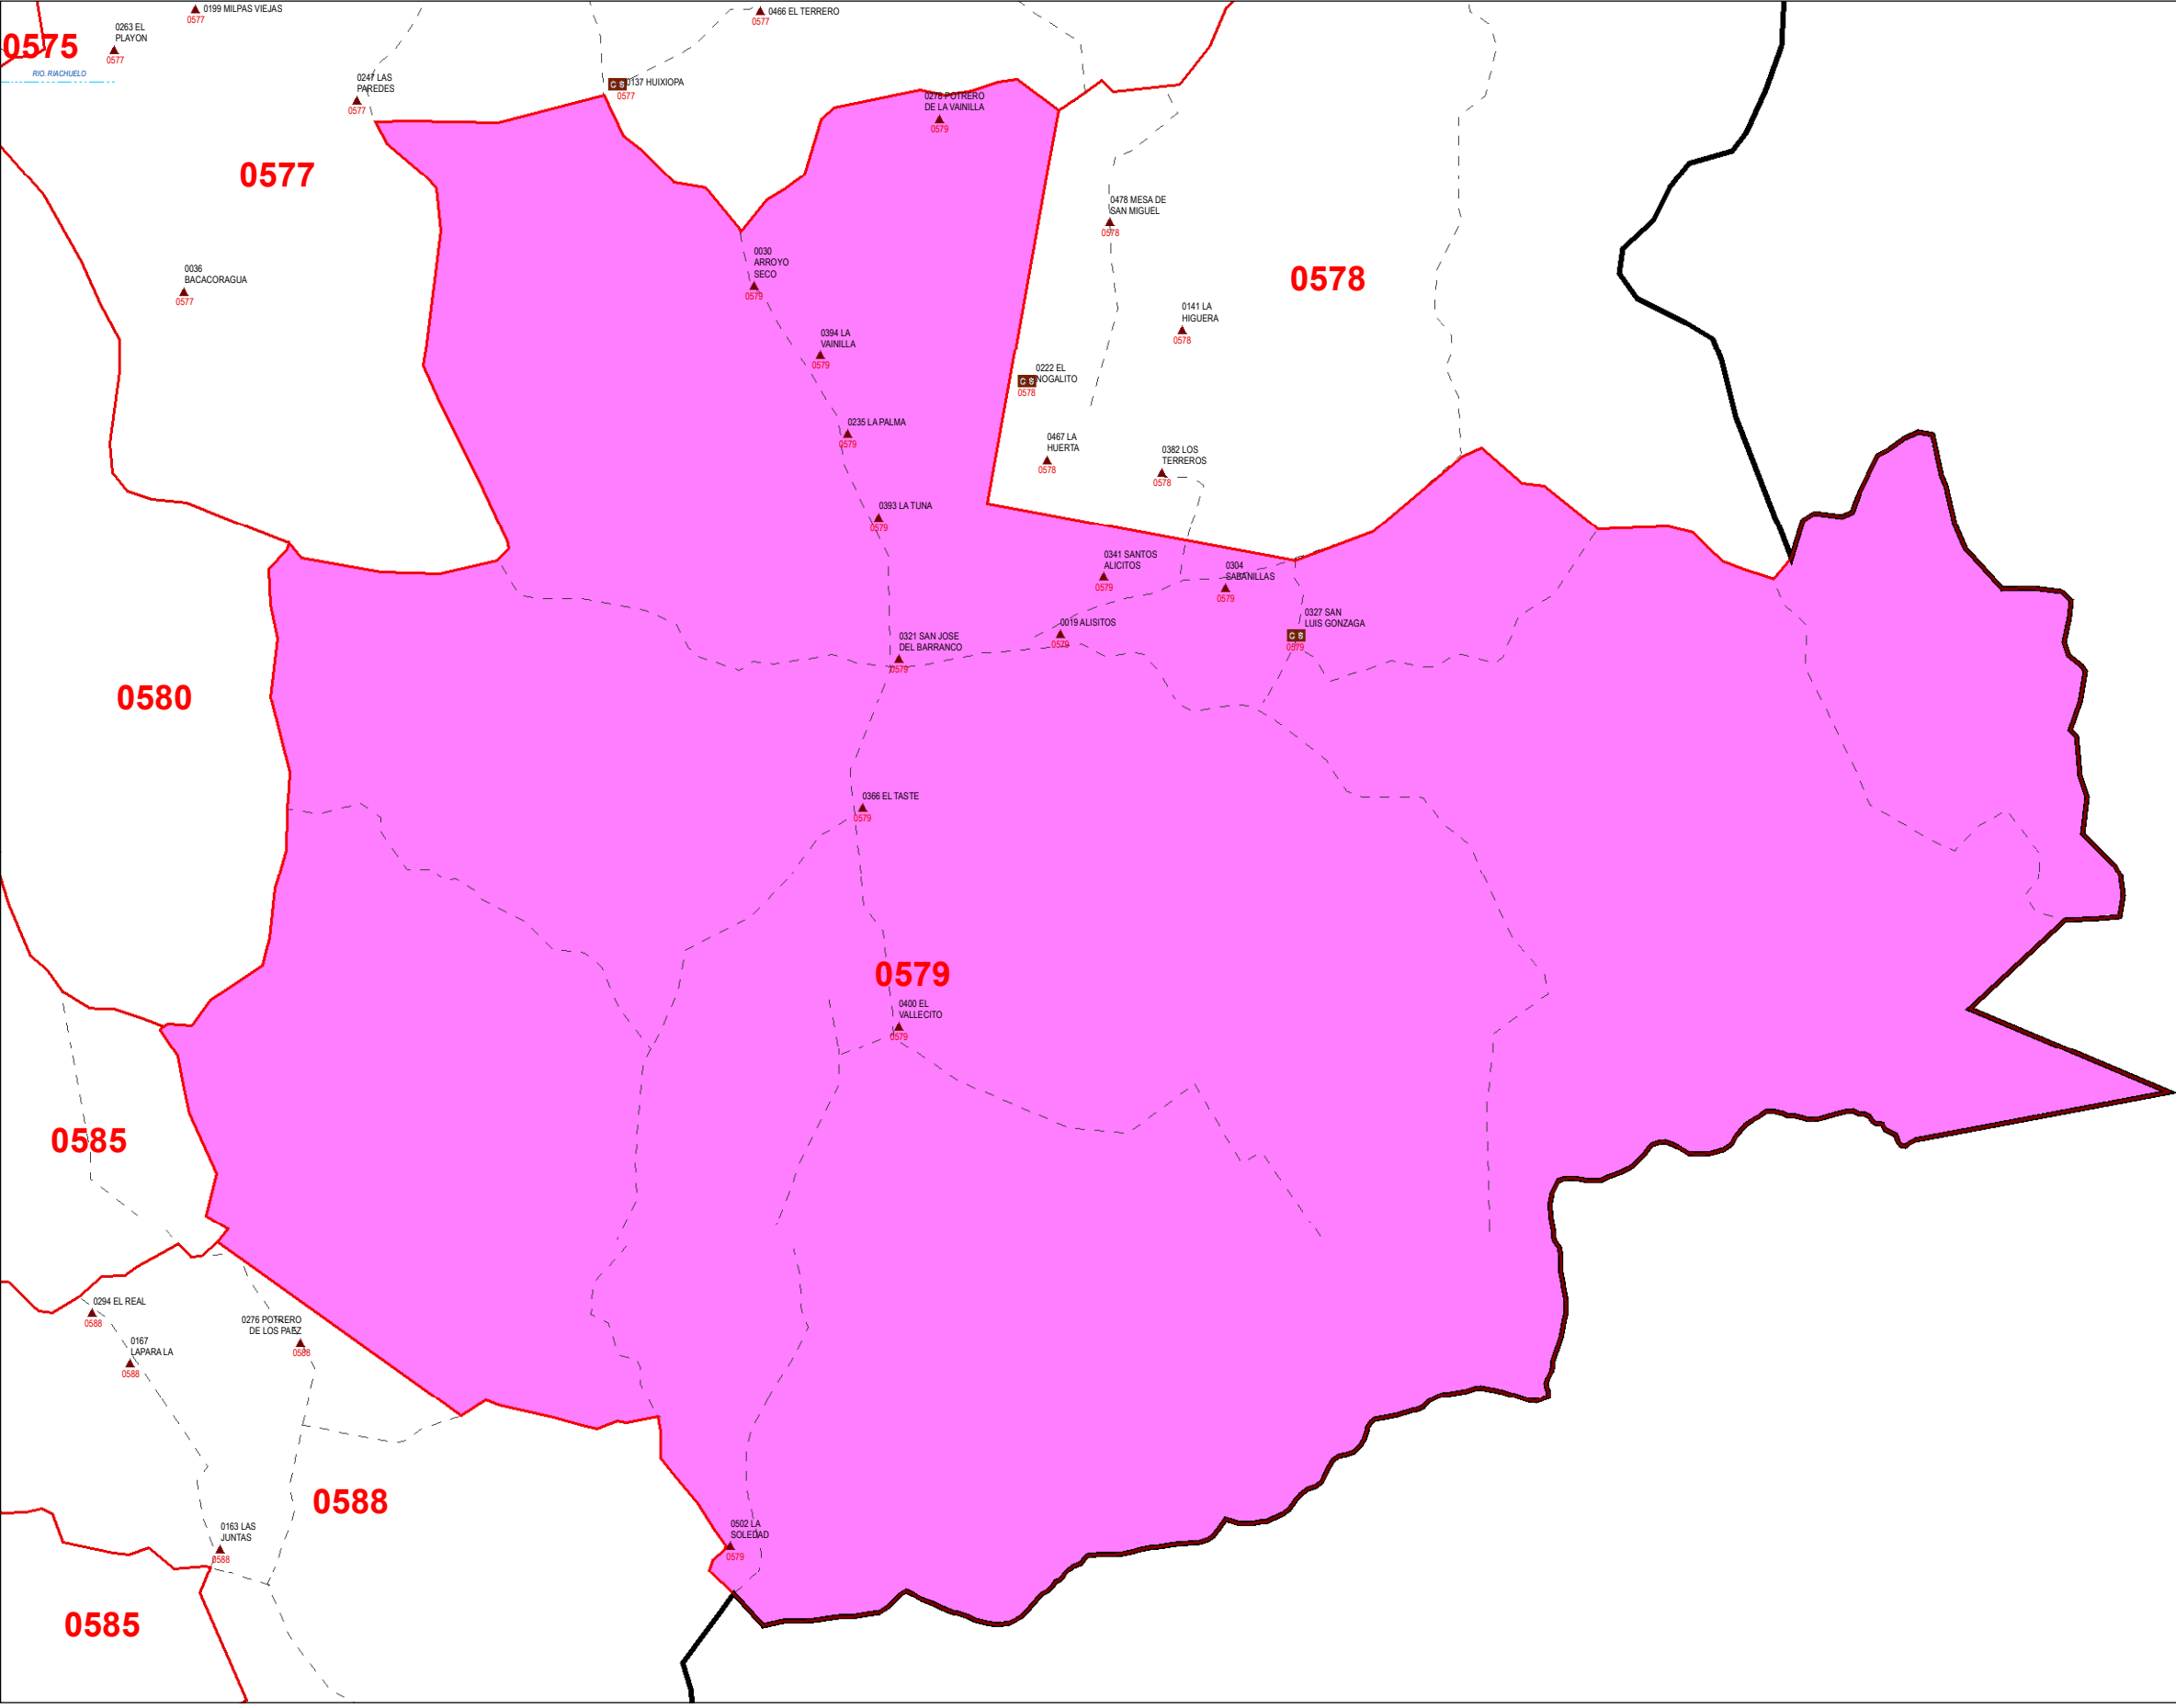 0199 MILPAS VIEJAS
0577
0466 EL TERRERO
0577
0263 EL
PLAYON
0577
0575
RIO. RIACHUELO
0247 LAS
PAREDES
0577
C S
0137 HUIXIOPA
0577
0278 POTRERO
DE LA VAINILLA
0579
0577
0478 MESA DE
SAN MIGUEL
0578
0036
BACACORAGUA
0577
0030
ARROYO
SECO
0579
0578
0141 LA
HIGUERA
0578
0394 LA
VAINILLA
0579
0222 EL
C S
NOGALITO
0578
0235 LA PALMA
0579
0467 LA
HUERTA
0578
0382 LOS
TERREROS
0578
0393 LA TUNA
0579
0341 SANTOS
ALICITOS
0579
0304
SABANILLAS
0579
0327 SAN
LUIS GONZAGA
C S
0579
0019 ALISITOS
0579
0321 SAN JOSE
DEL BARRANCO
0579
0580
0366 EL TASTE
0579
0579
0400 EL
VALLECITO
0579
0585
0294 EL REAL
0588
0276 POTRERO
DE LOS PAEZ
0588
0167
LAPARA LA
0588
0588
0163 LAS
JUNTAS
0588
0502 LA
SOLEDAD
0579
0585